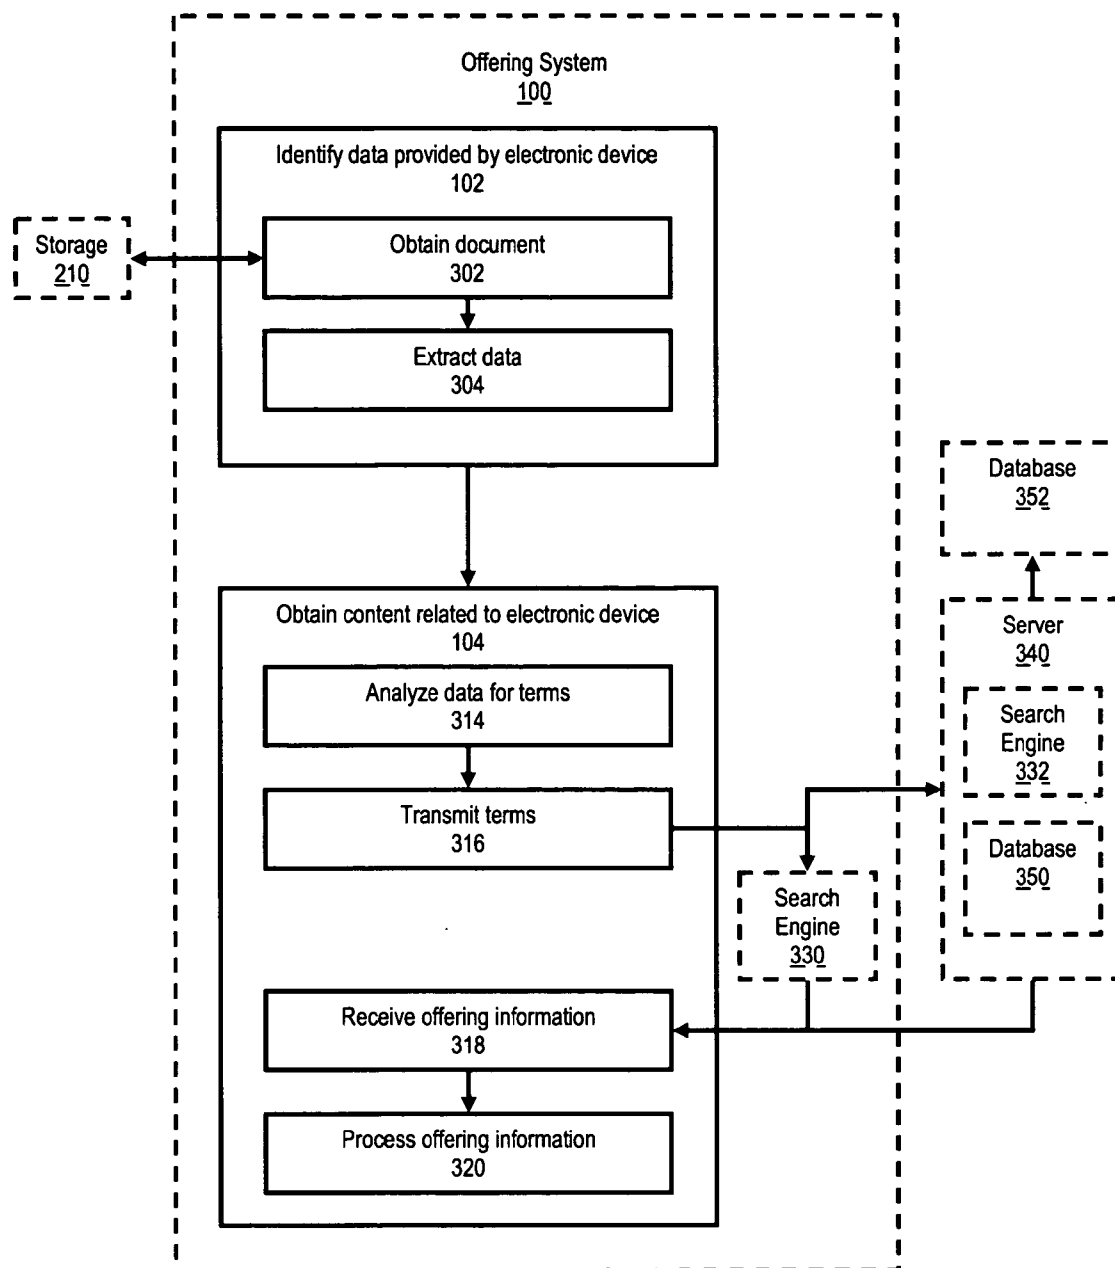 Offering System
100
Identify data provided by electronic device
102
Storage
210
Obtain document
302
Extract data
304
Database
352
Obtain content related to electronic device
104
Server
340
Analyze data for terms
314
Search
Engine
332
Transmit terms
316
Database
350
Search
Engine
330
Receive offering information
318
Process offering information
320